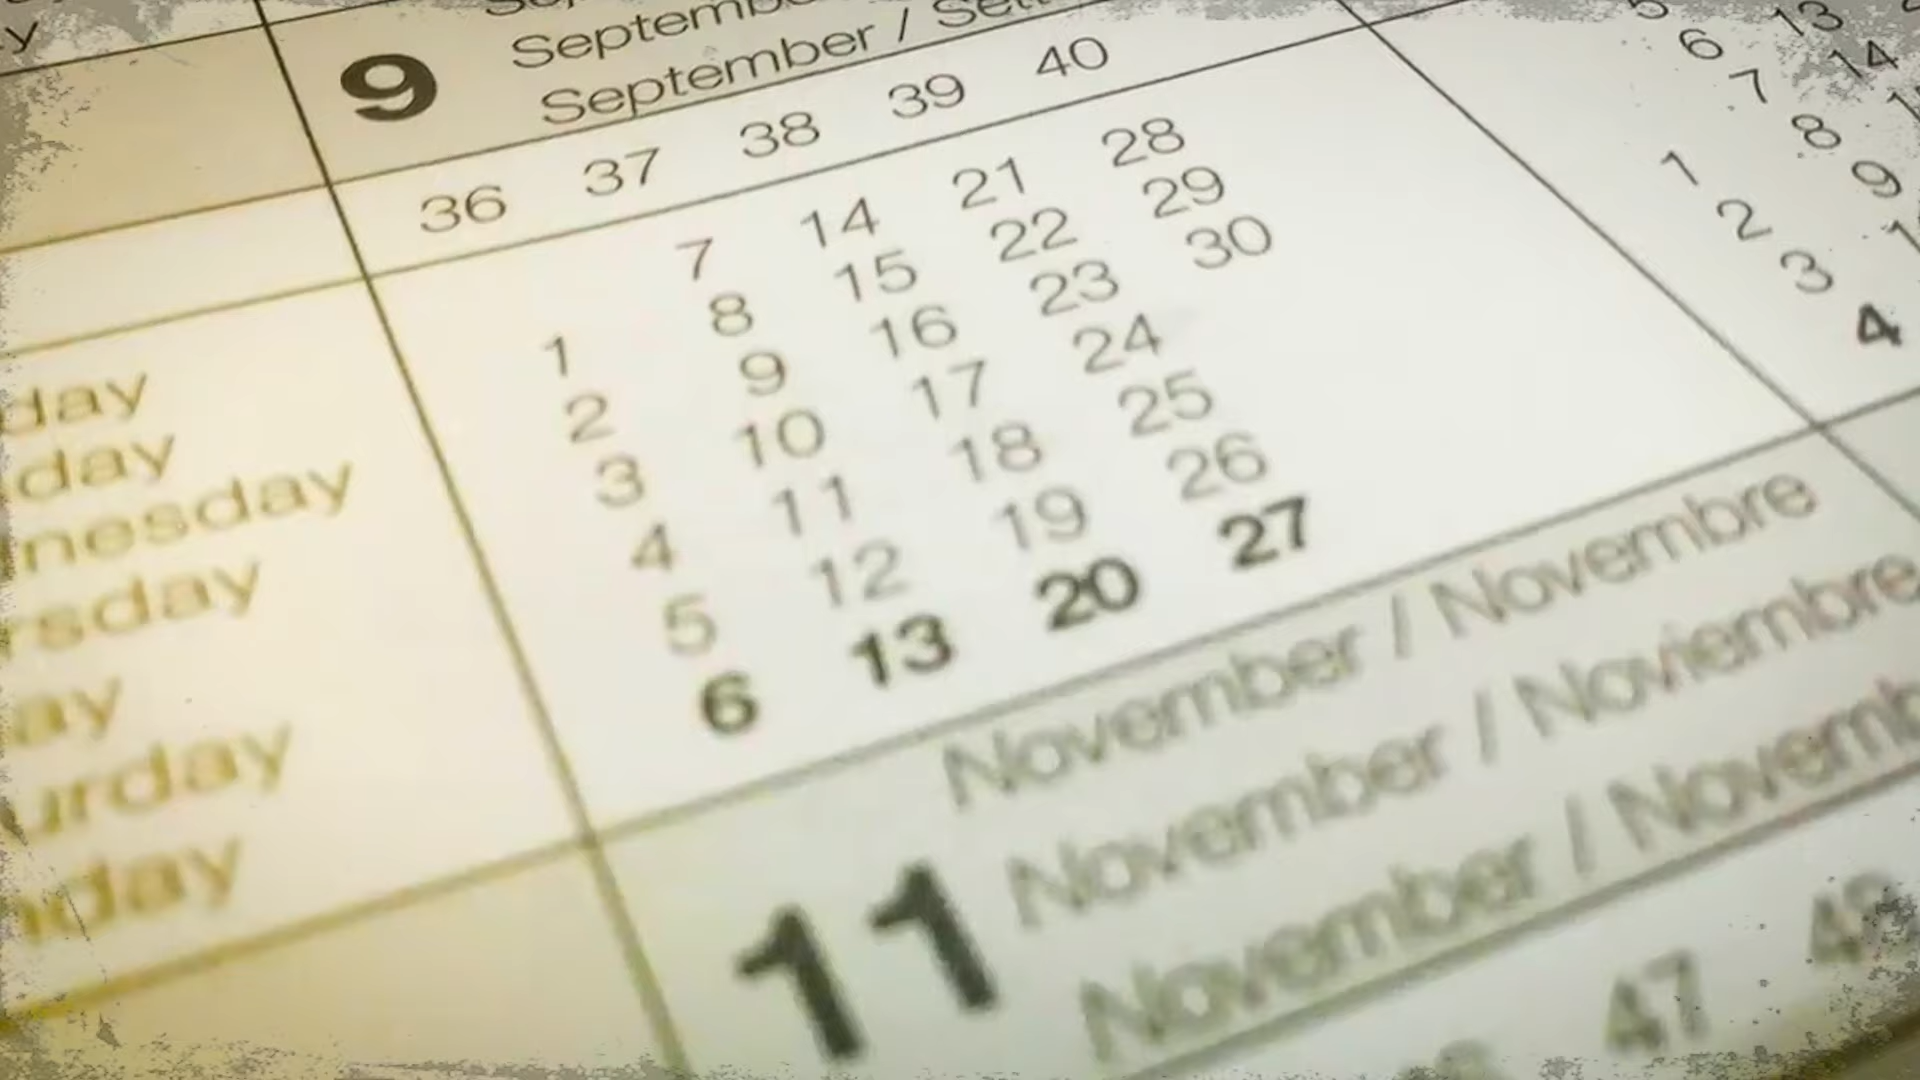 9
September
September /
36 37 38 39 40
7 14 21 28
1 8 15 22 29
2 9 16 23 30
3 10 17 24
4 11 18 25
5 12 19 26
6 13 20 27
day
day
nesday
rsday
ay
urday
day
6 13
7 14
1 8
2 9
3
4
11
November / Novembre
November / Noviembre
November / Novemb
47 48